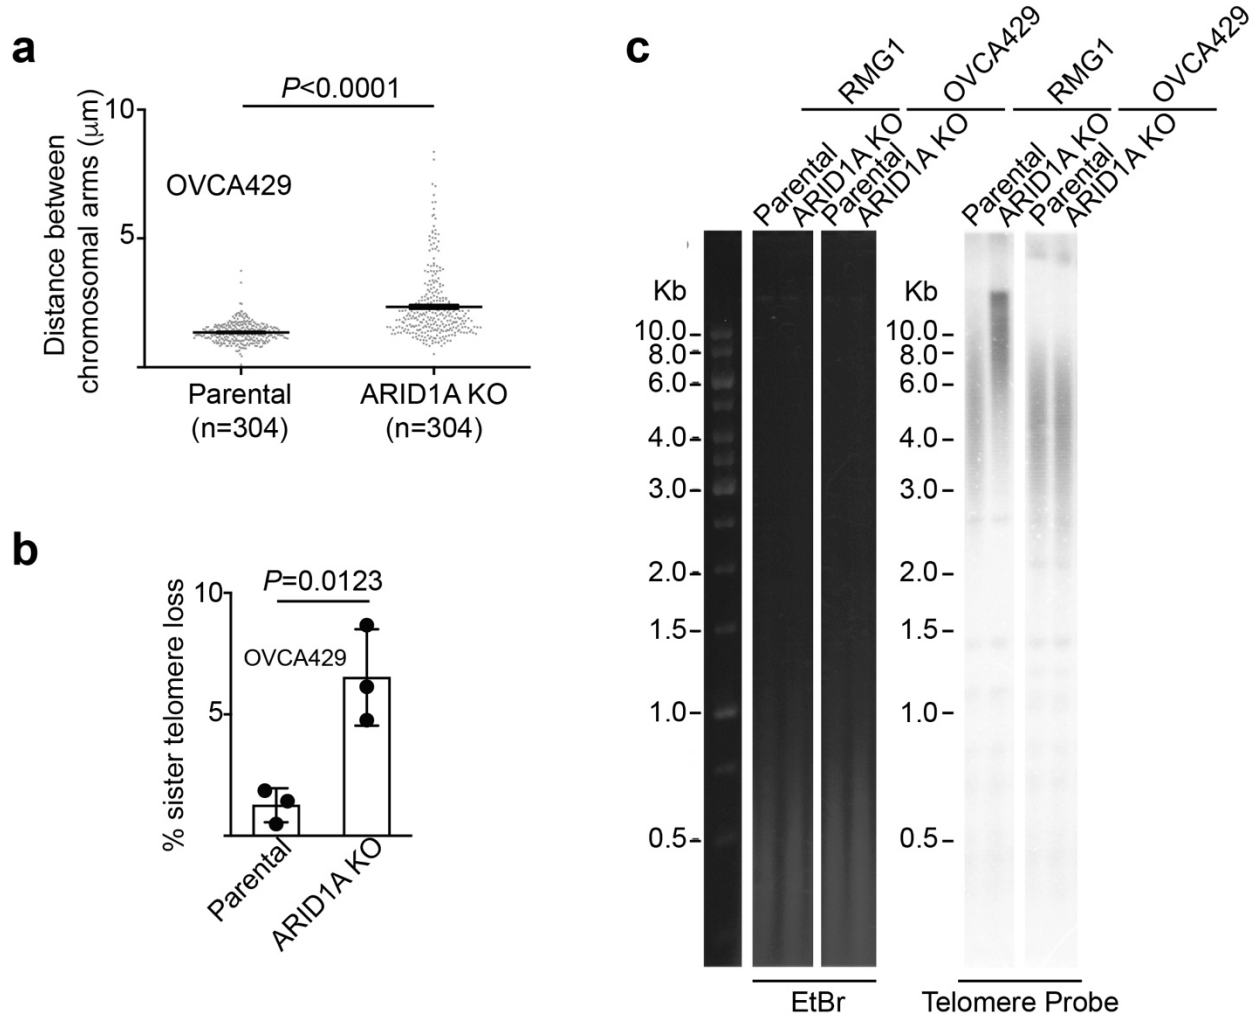 a
P<0.0001
Distance between
chromosomal arms (μm)
10
5
OVCA429
Parental
(n=304)
ARID1A KO
(n=304)
b
P=0.0123
% sister telomere loss
10
5
OVCA429
Parental
ARID1A KO
c
RMG1
OVCA429
RMG1
OVCA429
Parental
ARID1A KO
Parental
ARID1A KO
Parental
ARID1A KO
Parental
ARID1A KO
Kb
10.0
8.0
6.0
4.0
3.0
2.0
1.5
1.0
0.5
Kb
10.0
8.0
6.0
4.0
3.0
2.0
1.5
1.0
0.5
EtBr
Telomere Probe